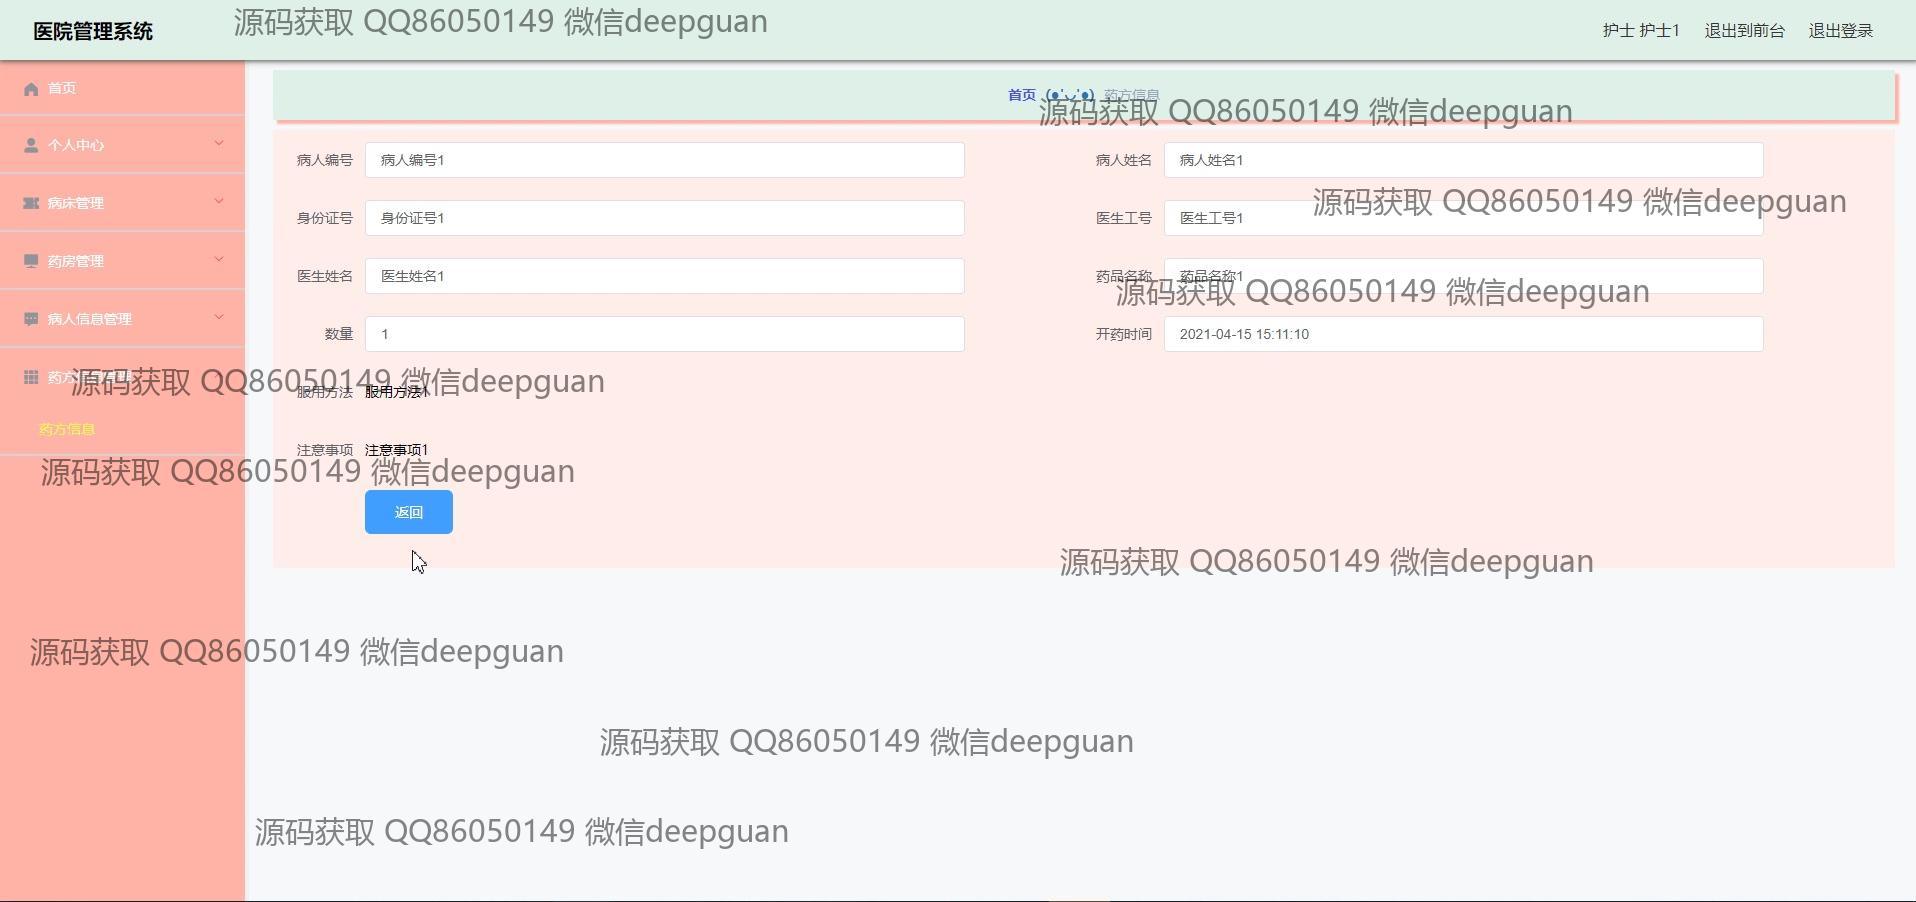 医院管理系统
源码获取 QQ86050149 微信deepguan
护士 护士1 退出到前台 退出登录
首页
首页 (●'◡'●) 药方信息
源码获取 QQ86050149 微信deepguan
个人中心
病人编号 病人编号1 病人姓名 病人姓名1
病床管理
源码获取 QQ86050149 微信deepguan
身份证号 身份证号1 医生工号 医生工号1
药房管理
医生姓名 医生姓名1 药品名称 药品名称1
源码获取 QQ86050149 微信deepguan
病人信息管理
数量 1 开药时间 2021-04-15 15:11:10
源码获取 QQ86050149 微信deepguan
服用方法 服用方法1
药方信息
注意事项 注意事项1
源码获取 QQ86050149 微信deepguan
返回
源码获取 QQ86050149 微信deepguan
源码获取 QQ86050149 微信deepguan
源码获取 QQ86050149 微信deepguan
源码获取 QQ86050149 微信deepguan